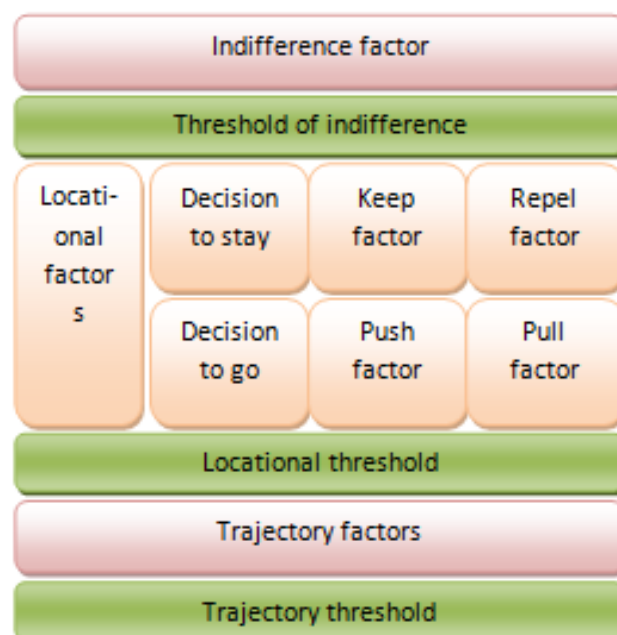 Indifference factor
Threshold of indifference
Locati-
onal
factor
s
Decision
to stay
Keep
factor
Repel
factor
Decision
to go
Push
factor
Pull
factor
Locational threshold
Trajectory factors
Trajectory threshold